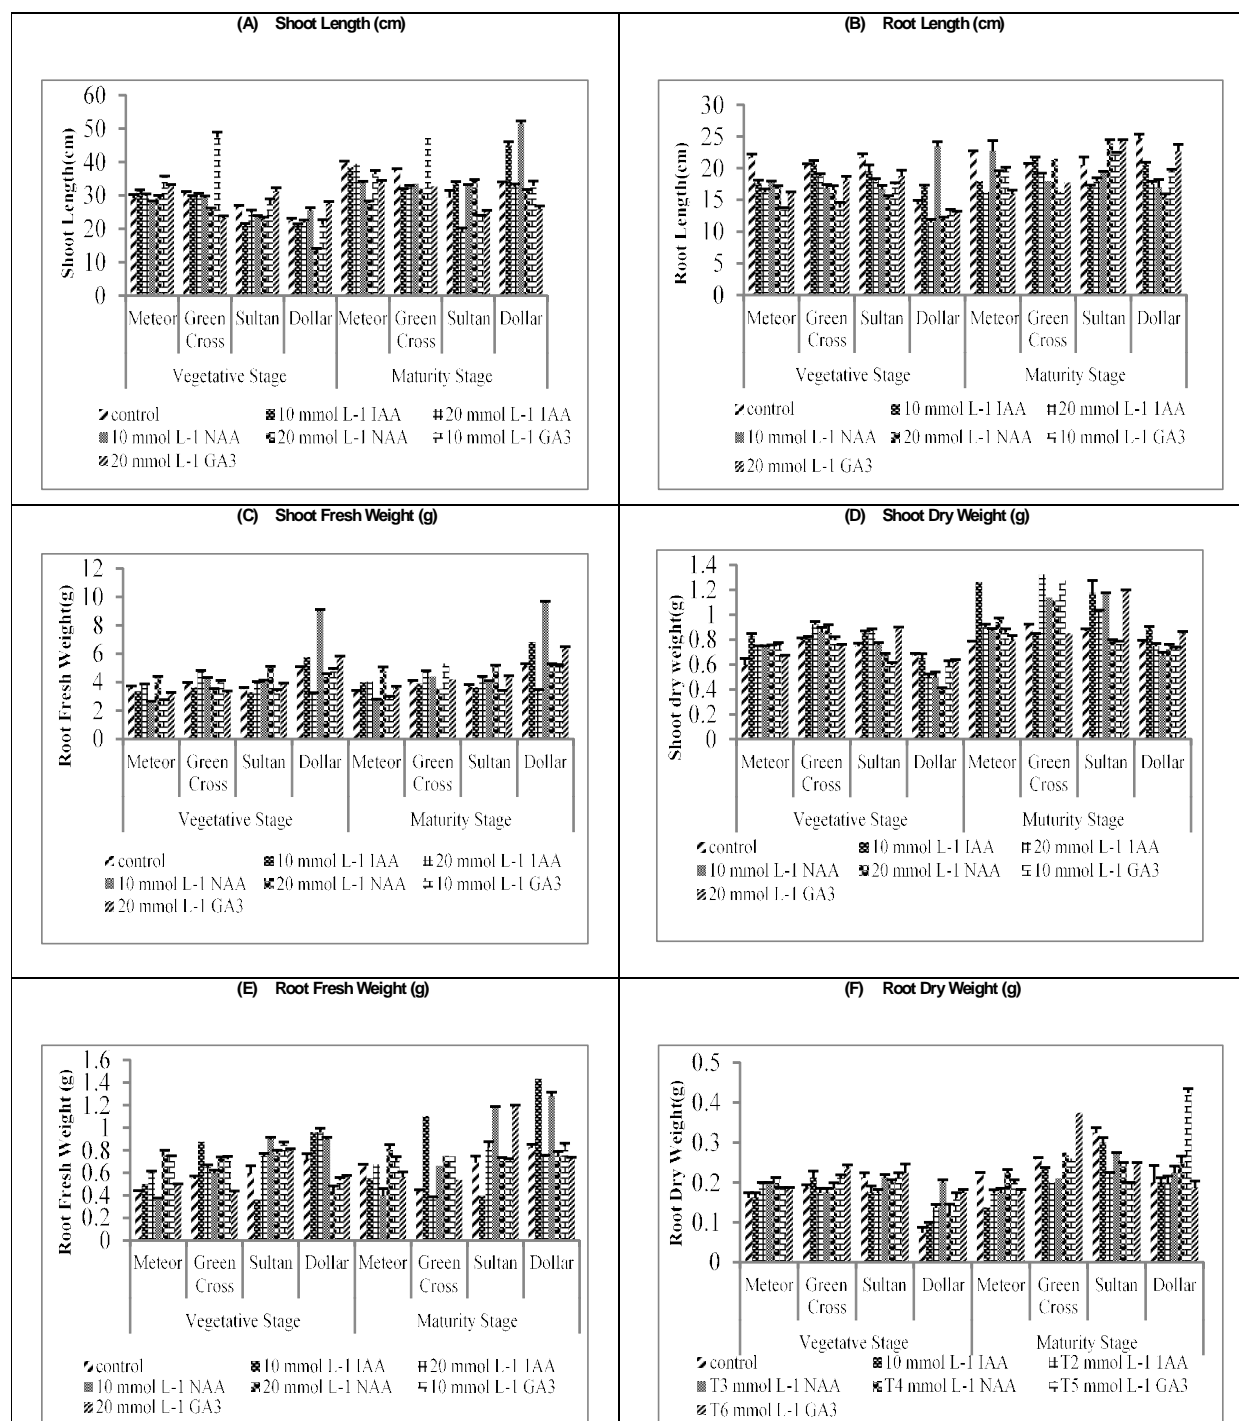 (A) Shoot Length (cm)
60
50
40
30
20
10
0
Shoot Length(cm)
Meteor Green Cross Sultan Dollar Meteor Green Cross Sultan Dollar
Vegetative Stage Maturity Stage
control 10 mmol L-1 IAA 20 mmol L-1 IAA
10 mmol L-1 NAA 20 mmol L-1 NAA 10 mmol L-1 GA3
20 mmol L-1 GA3
(B) Root Length (cm)
30
25
20
15
10
5
0
Root Length(cm)
Meteor Green Cross Sultan Dollar Meteor Green Cross Sultan Dollar
Vegetative Stage Maturity Stage
control 10 mmol L-1 IAA 20 mmol L-1 IAA
10 mmol L-1 NAA 20 mmol L-1 NAA 10 mmol L-1 GA3
20 mmol L-1 GA3
(C) Shoot Fresh Weight (g)
12
10
8
6
4
2
0
Root Fresh Weight(g)
Meteor Green Cross Sultan Dollar Meteor Green Cross Sultan Dollar
Vegetative Stage Maturity Stage
control 10 mmol L-1 IAA 20 mmol L-1 IAA
10 mmol L-1 NAA 20 mmol L-1 NAA 10 mmol L-1 GA3
20 mmol L-1 GA3
(D) Shoot Dry Weight (g)
1.4
1.2
1
0.8
0.6
0.4
0.2
0
Shoot dry weight(g)
Meteor Green Cross Sultan Dollar Meteor Green Cross Sultan Dollar
Vegetative Stage Muturity Stage
control 10 mmol L-1 IAA 20 mmol L-1 IAA
10 mmol L-1 NAA 20 mmol L-1 NAA 10 mmol L-1 GA3
20 mmol L-1 GA3
(E) Root Fresh Weight (g)
1.6
1.4
1.2
1
0.8
0.6
0.4
0.2
0
Root Fresh Weight (g)
Meteor Green Cross Sultan Dollar Meteor Green Cross Sultan Dollar
Vegetative Stage Maturity Stage
control 10 mmol L-1 IAA 20 mmol L-1 IAA
10 mmol L-1 NAA 20 mmol L-1 NAA 10 mmol L-1 GA3
20 mmol L-1 GA3
(F) Root Dry Weight (g)
0.5
0.4
0.3
0.2
0.1
0
Root Dry Weight(g)
Meteor Green Cross Sultan Dollar Meteor Green Cross Sultan Dollar
Vegetatve Stage Maturity Stage
control 10 mmol L-1 IAA T2 mmol L-1 IAA
T3 mmol L-1 NAA T4 mmol L-1 NAA T5 mmol L-1 GA3
T6 mmol L-1 GA3